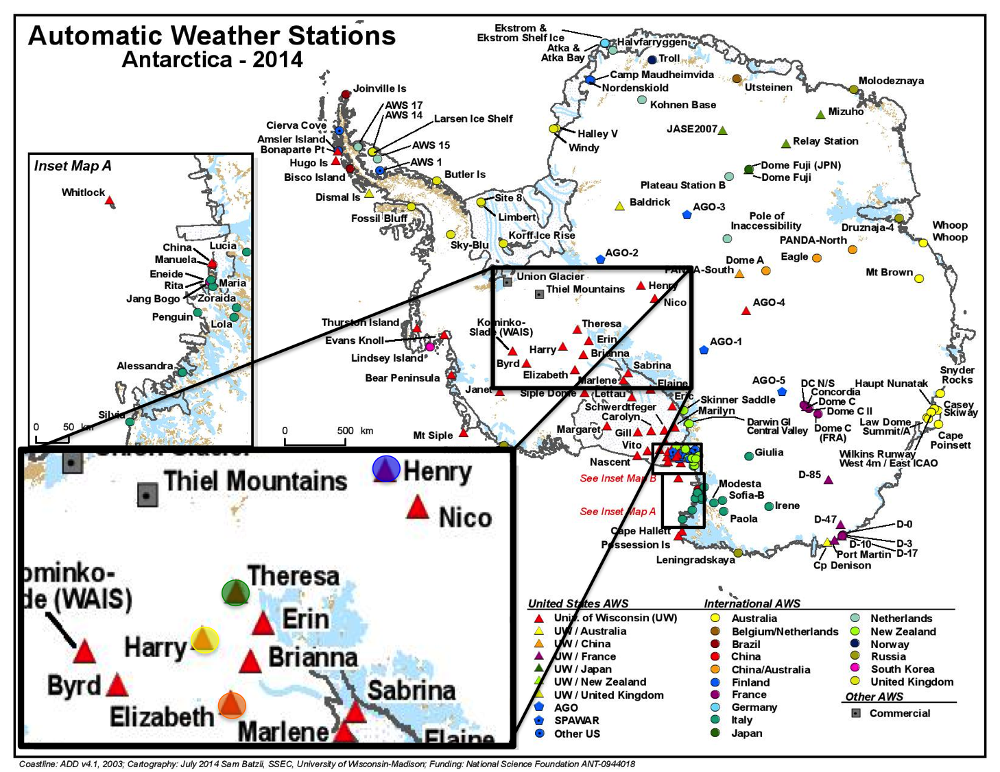 Automatic Weather Stations
Antarctica - 2014
Ekstrom &
Ekstrom Shelf Ice
Atka &
Atka Bay
Halvfarryggen
Troll
Camp Maudheimvida
Nordenskiold
Kohnen Base
Utsteinen
Molodeznaya
Mizuho
JASE2007
Relay Station
Halley V
Windy
Dome Fuji (JPN)
Dome Fuji
Plateau Station B
Baldrick
AGO-3
Pole of
Inaccessibility
Druznaja-4
Whoop
Whoop
PANDA-North
Eagle
Dome A
PANDA-South
Mt Brown
AGO-2
AGO-4
AGO-1
AGO-5
Joinville Is
AWS 17
AWS 14
Larsen Ice Shelf
Cierva Cove
Amsler Island
Bonaparte Pt
Hugo Is
Bisco Island
AWS 15
AWS 1
Butler Is
Dismal Is
Fossil Bluff
Site 8
Limbert
Sky-Blu
Korff Ice Rise
Union Glacier
Thiel Mountains
Henry
Nico
Kominko-
Slade (WAIS)
Theresa
Erin
Harry
Brianna
Byrd
Elizabeth
Sabrina
Marlene
Elaine
Thurston Island
Evans Knoll
Lindsey Island
Bear Peninsula
Janet
Siple Dome
Lettau
Eric
Schwerdtfeger
Carolyn
Skinner Saddle
Marilyn
Darwin Gl
Central Valley
Margaret
Gill
Mt Siple
Vito
Nascent
See Inset Map B
See Inset Map A
Giulia
Modesta
Sofia-B
Irene
Paola
Cape Hallett
Possession Is
Leningradskaya
DC N/S
Concordia
Dome C
Dome C II
Dome C
(FRA)
Haupt Nunatak
Snyder
Rocks
Casey
Skiway
Law Dome
Summit/A
Cape
Poinsett
Wilkins Runway
West 4m / East ICAO
D-85
D-47
D-0
D-10
D-3
Port Martin
D-17
Cp Denison
Inset Map A
Whitlock
China
Lucia
Manuela
Eneide
Rita
Maria
Jang Bogo
Zoraida
Penguin
Lola
Alessandra
Silvia
0 50 km
0 500 km
Union Glacier
Thiel Mountains
Henry
Nico
ominko-
de (WAIS)
Theresa
Erin
Harry
Brianna
Byrd
Elizabeth
Sabrina
Marlene
Elaine
United States AWS
Univ. of Wisconsin (UW)
UW / Australia
UW / China
UW / France
UW / Japan
UW / New Zealand
UW / United Kingdom
AGO
SPAWAR
Other US
International AWS
Australia
Belgium/Netherlands
Brazil
China
China/Australia
Finland
France
Germany
Italy
Japan
Netherlands
New Zealand
Norway
Russia
South Korea
United Kingdom
Other AWS
Commercial
Coastline: ADD v4.1, 2003; Cartography: July 2014 Sam Batzli, SSEC, University of Wisconsin-Madison; Funding: National Science Foundation ANT-0944018